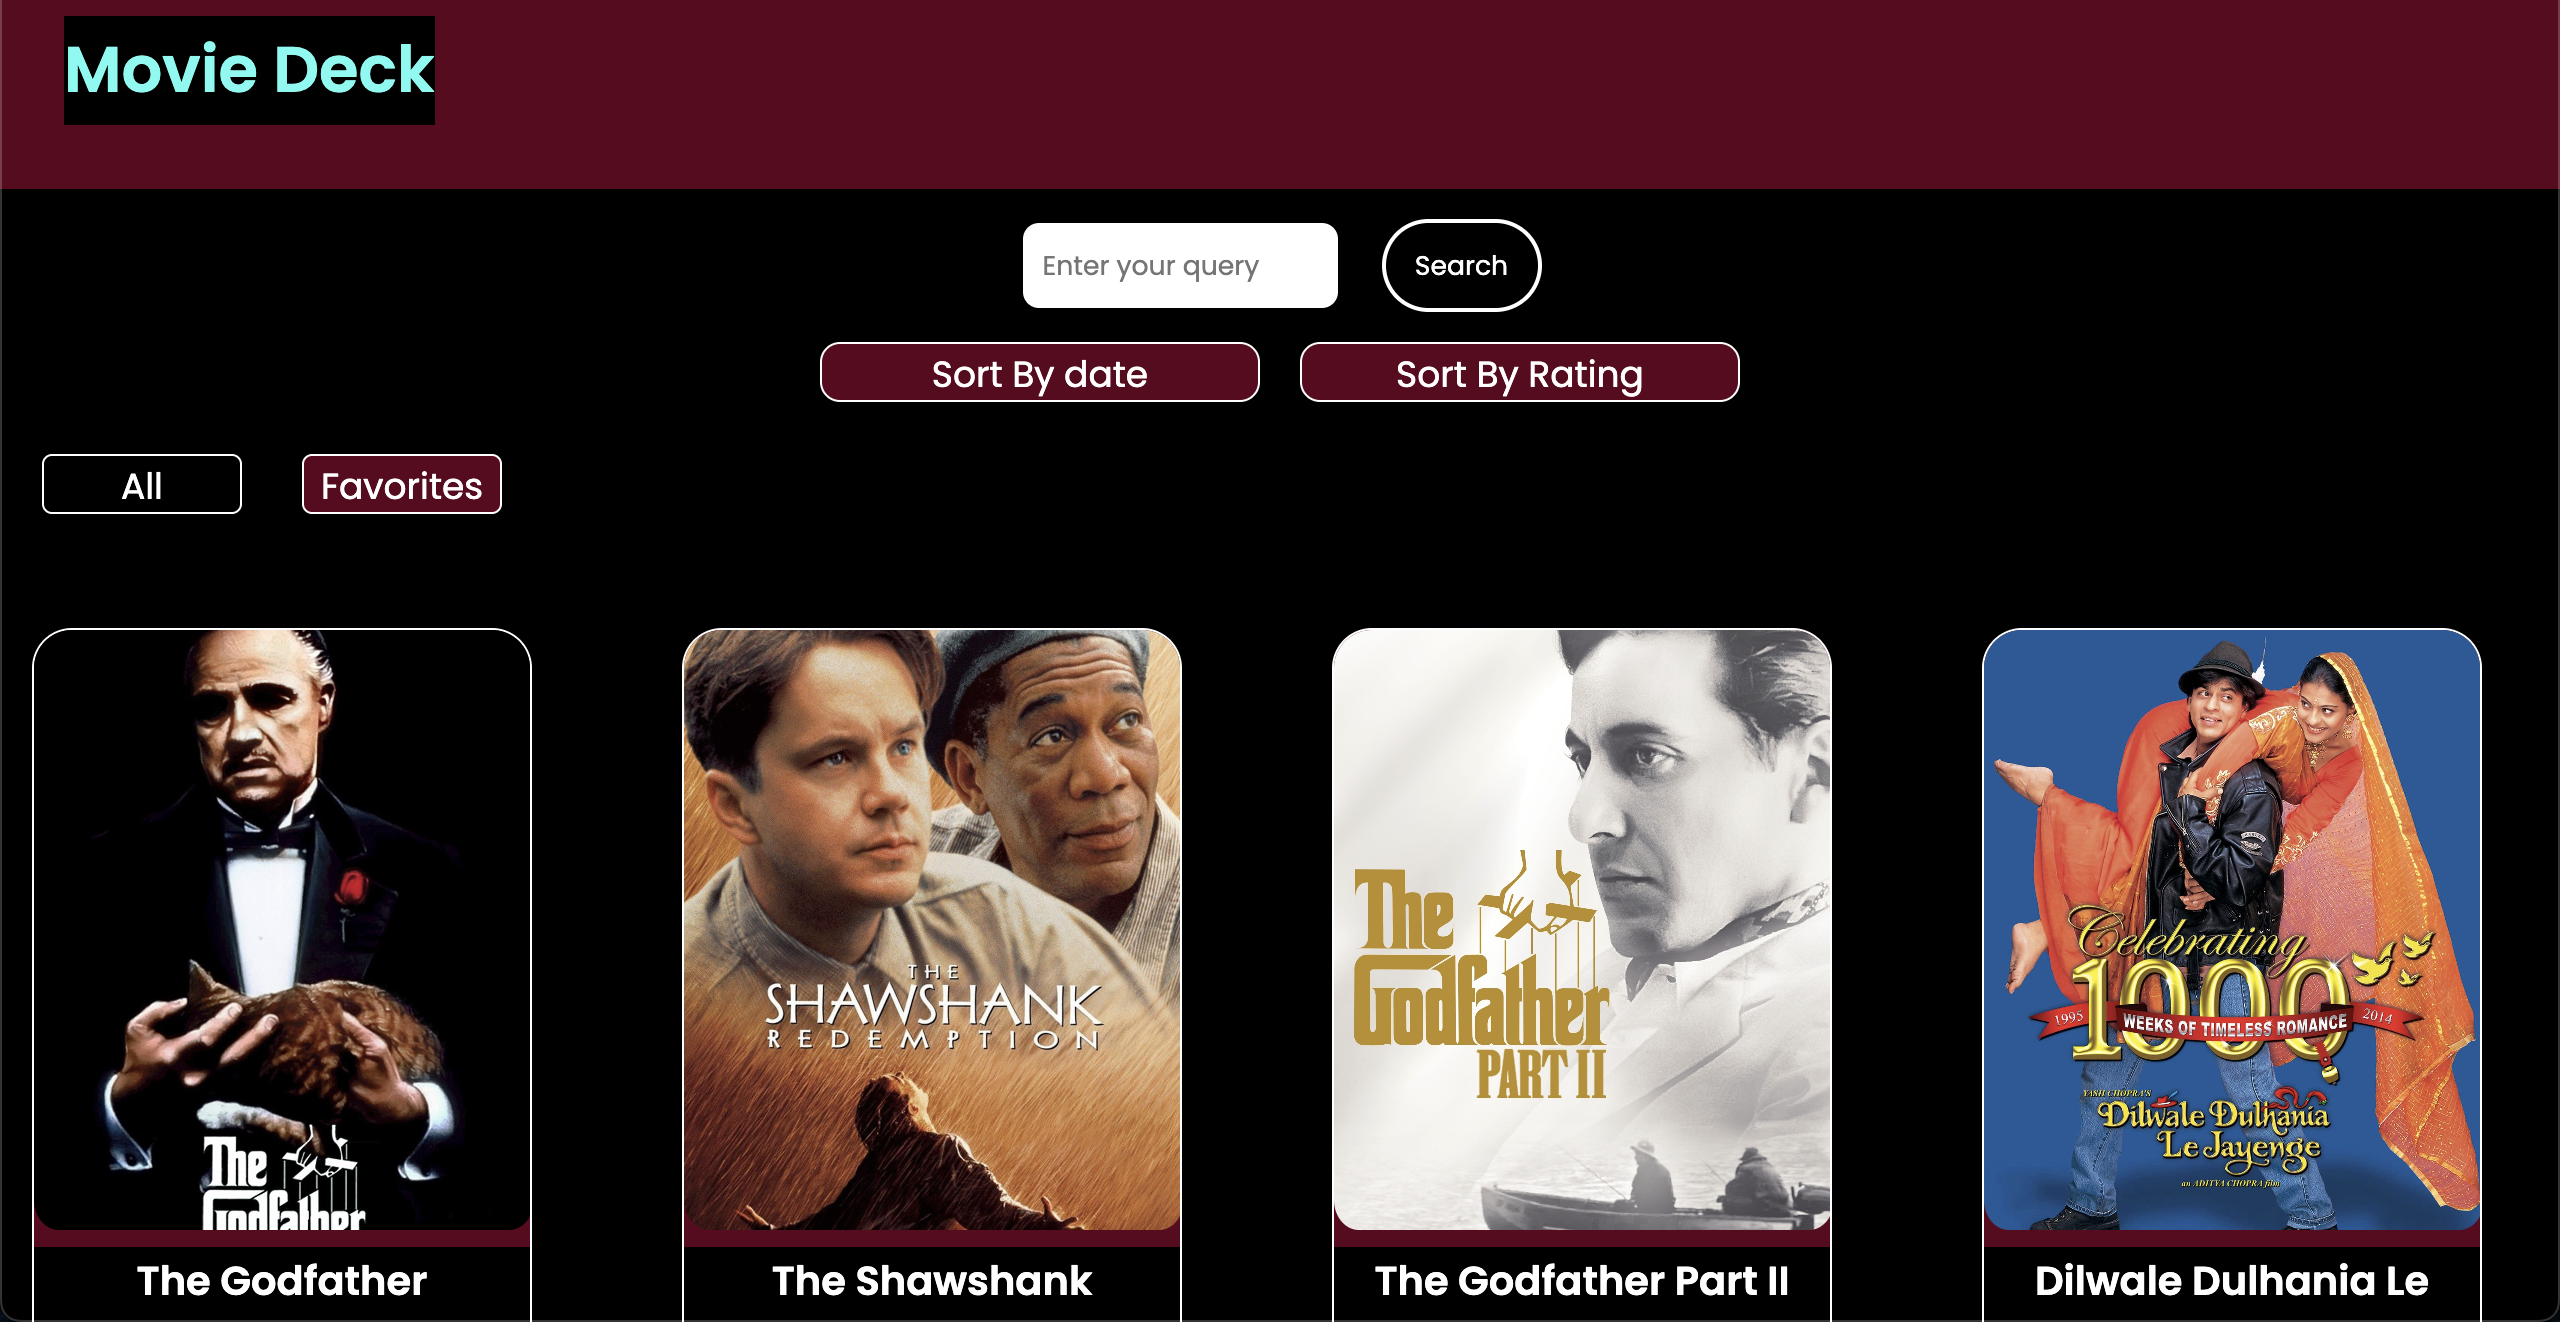 Movie Deck
Enter your query
Search
Sort By date
Sort By Rating
All
Favorites
The
Godfather
The Godfather
THE
SHAWSHANK
REDEMPTION
The Shawshank
The
Godfather
PART II
The Godfather Part II
Celebrating
1000
1995
WEEKS OF TIMELESS ROMANCE
2014
YASH CHOPRA'S
Dilwale Dulhania
Le Jayenge
an ADITYA CHOPRA film
Dilwale Dulhania Le